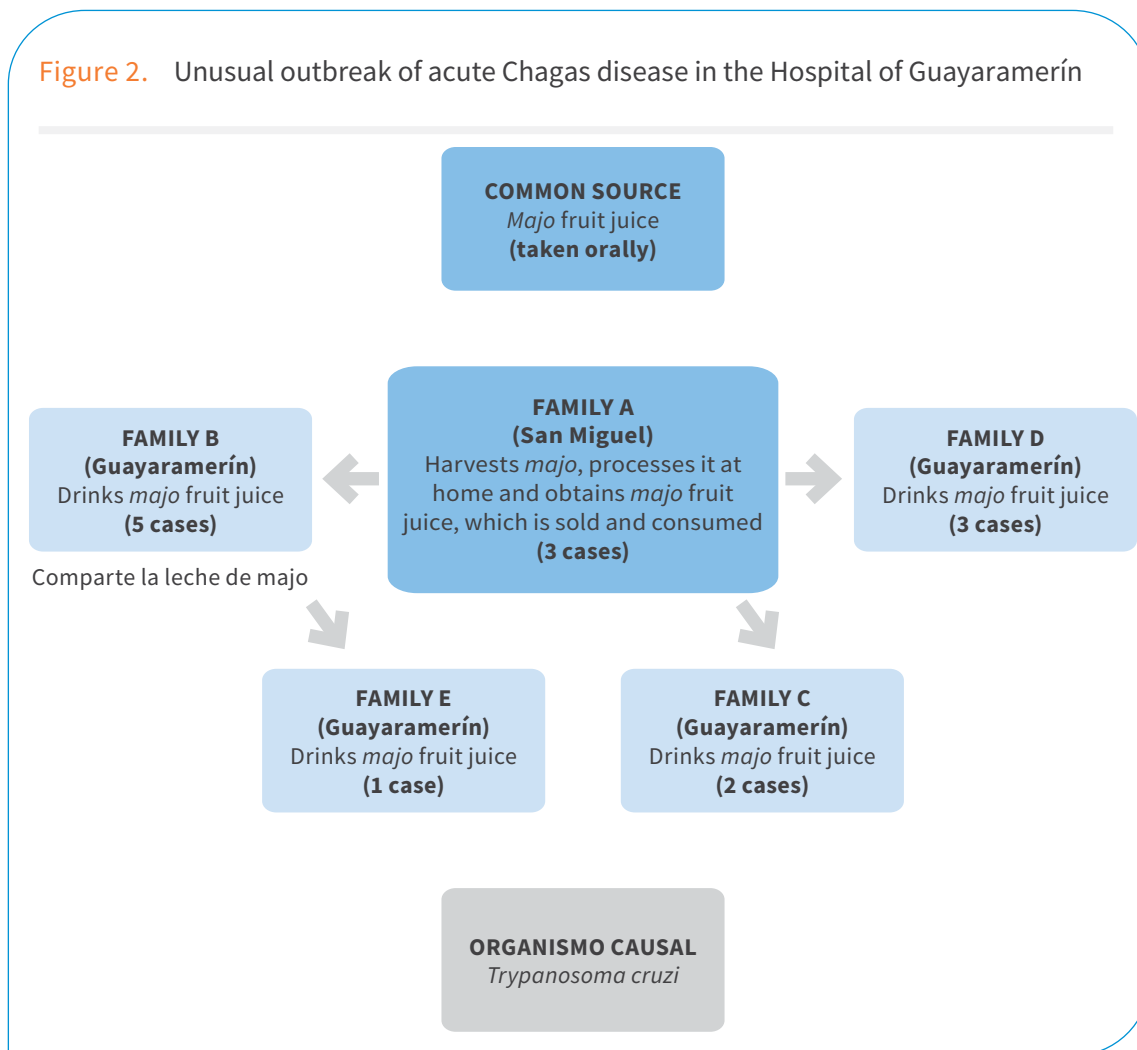 Figure 2. Unusual outbreak of acute Chagas disease in the Hospital of Guayaramerín
COMMON SOURCE
Majo fruit juice
(taken orally)
FAMILY A
(San Miguel)
Harvests majo, processes it at
home and obtains majo fruit
juice, which is sold and consumed
(3 cases)
FAMILY B
(Guayaramerín)
Drinks majo fruit juice
(5 cases)
Comparte la leche de majo
FAMILY D
(Guayaramerín)
Drinks majo fruit juice
(3 cases)
FAMILY E
(Guayaramerín)
Drinks majo fruit juice
(1 case)
FAMILY C
(Guayaramerín)
Drinks majo fruit juice
(2 cases)
ORGANISMO CAUSAL
Trypanosoma cruzi